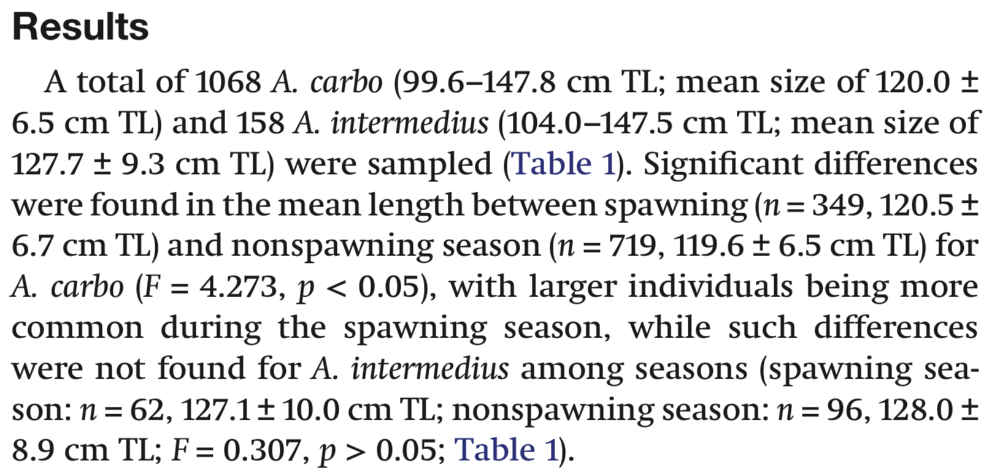 Results
A total of 1068 A. carbo (99.6–147.8 cm TL; mean size of 120.0 ±
6.5 cm TL) and 158 A. intermedius (104.0–147.5 cm TL; mean size of
127.7 ± 9.3 cm TL) were sampled (Table 1). Significant differences
were found in the mean length between spawning (n = 349, 120.5 ±
6.7 cm TL) and nonspawning season (n = 719, 119.6 ± 6.5 cm TL) for
A. carbo (F = 4.273, p < 0.05), with larger individuals being more
common during the spawning season, while such differences
were not found for A. intermedius among seasons (spawning sea-
son: n = 62, 127.1 ± 10.0 cm TL; nonspawning season: n = 96, 128.0 ±
8.9 cm TL; F = 0.307, p > 0.05; Table 1).